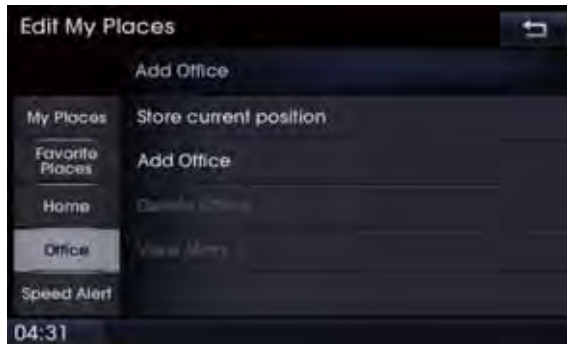 Edit My Places
Add Office
My Places
Store current position
Favorite
Places
Add Office
Home
Office
Speed Alert
04:31